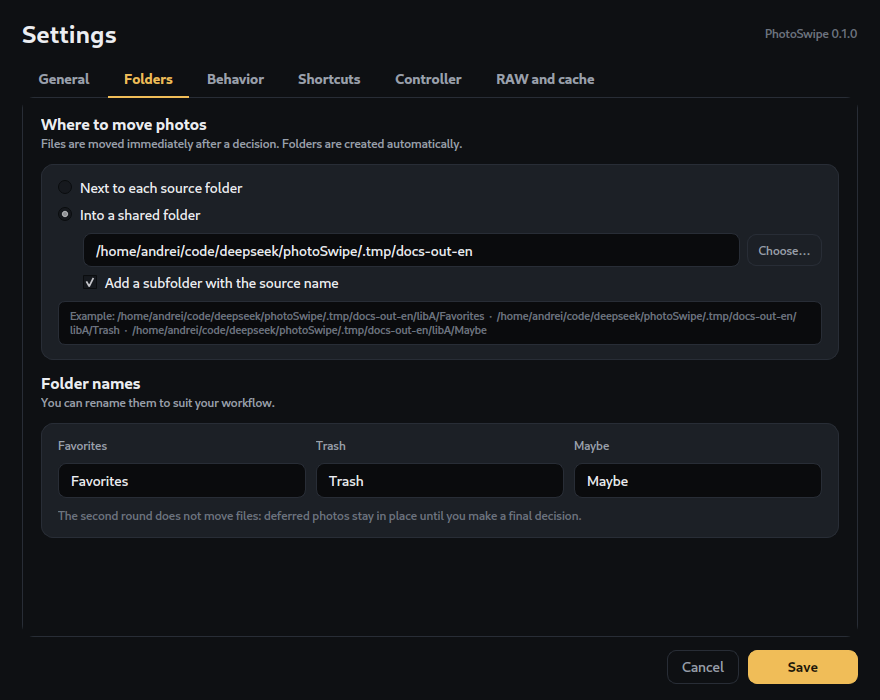 Settings
PhotoSwipe 0.1.0
General Folders Behavior Shortcuts Controller RAW and cache
Where to move photos
Files are moved immediately after a decision. Folders are created automatically.
Next to each source folder
Into a shared folder
/home/andrei/code/deepseek/photoSwipe/.tmp/docs-out-en
Choose...
Add a subfolder with the source name
Example: /home/andrei/code/deepseek/photoSwipe/.tmp/docs-out-en/libA/Favorites · /home/andrei/code/deepseek/photoSwipe/.tmp/docs-out-en/
libA/Trash · /home/andrei/code/deepseek/photoSwipe/.tmp/docs-out-en/libA/Maybe
Folder names
You can rename them to suit your workflow.
Favorites Trash Maybe
Favorites Trash Maybe
The second round does not move files: deferred photos stay in place until you make a final decision.
Cancel Save